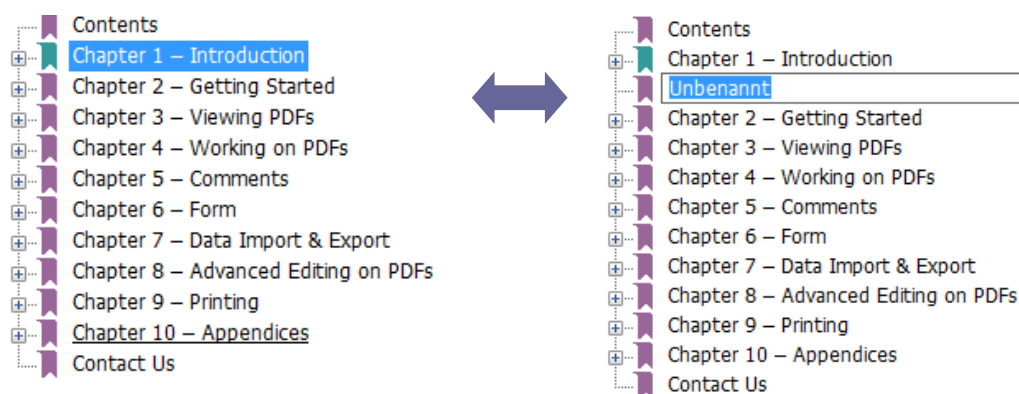 Contents
Chapter 1 – Introduction
Chapter 2 – Getting Started
Chapter 3 – Viewing PDFs
Chapter 4 – Working on PDFs
Chapter 5 – Comments
Chapter 6 – Form
Chapter 7 – Data Import & Export
Chapter 8 – Advanced Editing on PDFs
Chapter 9 – Printing
Chapter 10 – Appendices
Contact Us
Contents
Chapter 1 – Introduction
Unbenannt
Chapter 2 – Getting Started
Chapter 3 – Viewing PDFs
Chapter 4 – Working on PDFs
Chapter 5 – Comments
Chapter 6 – Form
Chapter 7 – Data Import & Export
Chapter 8 – Advanced Editing on PDFs
Chapter 9 – Printing
Chapter 10 – Appendices
Contact Us